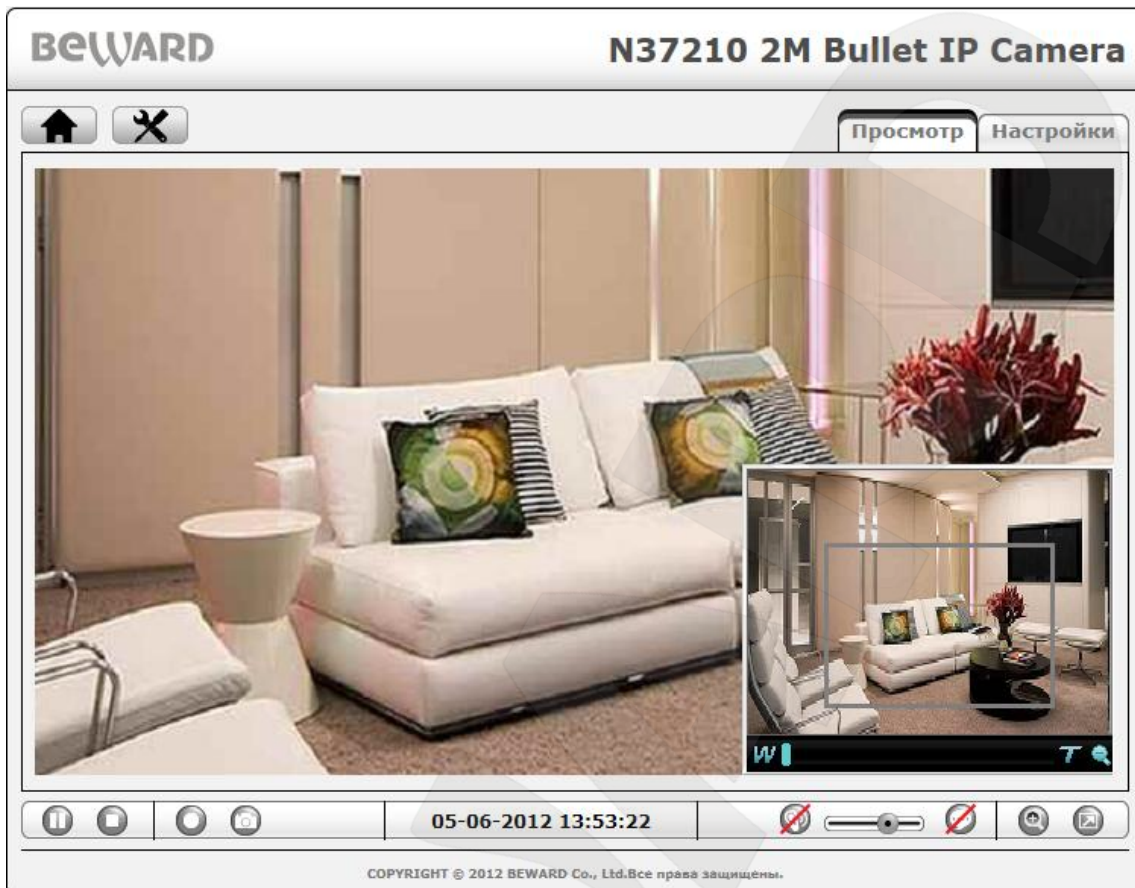 BEWARD
N37210 2M Bullet IP Camera
Просмотр Настройки
W T
05-06-2012 13:53:22
COPYRIGHT © 2012 BEWARD Co., Ltd.Все права защищены.